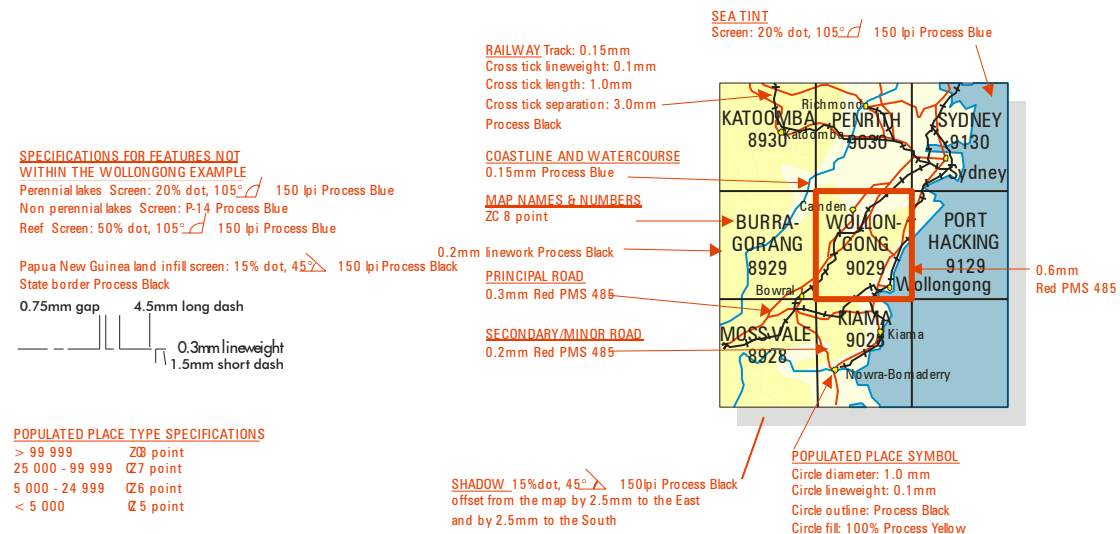 SEA TINT
Screen: 20% dot, 105° 150 lpi Process Blue
RAILWAY Track: 0.15mm
Cross tick lineweight: 0.1mm
Cross tick length: 1.0mm
Cross tick separation: 3.0mm
Process Black
COASTLINE AND WATERCOURSE
0.15mm Process Blue
MAP NAMES & NUMBERS
ZC 8 point
0.2mm linework Process Black
PRINCIPAL ROAD
0.3mm Red PMS 485
SECONDARY/MINOR ROAD
0.2mm Red PMS 485
SPECIFICATIONS FOR FEATURES NOT
WITHIN THE WOLLONGONG EXAMPLE
Perennial lakes Screen: 20% dot, 105° 150 lpi Process Blue
Non perennial lakes Screen: P-14 Process Blue
Reef Screen: 50% dot, 105° 150 lpi Process Blue
Papua New Guinea land infill screen: 15% dot, 45° 150 lpi Process Black
State border Process Black
0.75mm gap 4.5mm long dash
0.3mm lineweight
1.5mm short dash
POPULATED PLACE TYPE SPECIFICATIONS
> 99 999 8 point
25 000 - 99 999 7 point
5 000 - 24 999 6 point
< 5 000 5 point
Richmond
KATOOMBA PENRITH SYDNEY
Katoomba
8930 9030 9130
Sydney
Camden
BURRA-
GORANG
8929
WOLLON-
GONG
9029
PORT
HACKING
9129
Wollongong
Bowral
0.6mm
Red PMS 485
MOSS VALE
8928
KIAMA
9028
Kiama
Nowra-Bomaderry
SHADOW 15%dot, 45° 150lpi Process Black
offset from the map by 2.5mm to the East
and by 2.5mm to the South
POPULATED PLACE SYMBOL
Circle diameter: 1.0 mm
Circle lineweight: 0.1mm
Circle outline: Process Black
Circle fill: 100% Process Yellow